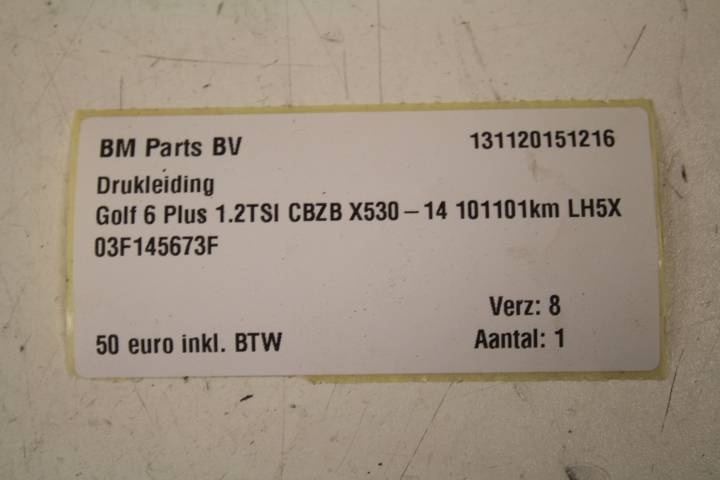 BM Parts BV 131120151216
Drukleiding
Golf 6 Plus 1.2TSI CBZB X530-14 101101km LH5X
03F145673F
Verz: 8
50 euro inkl. BTW Aantal: 1